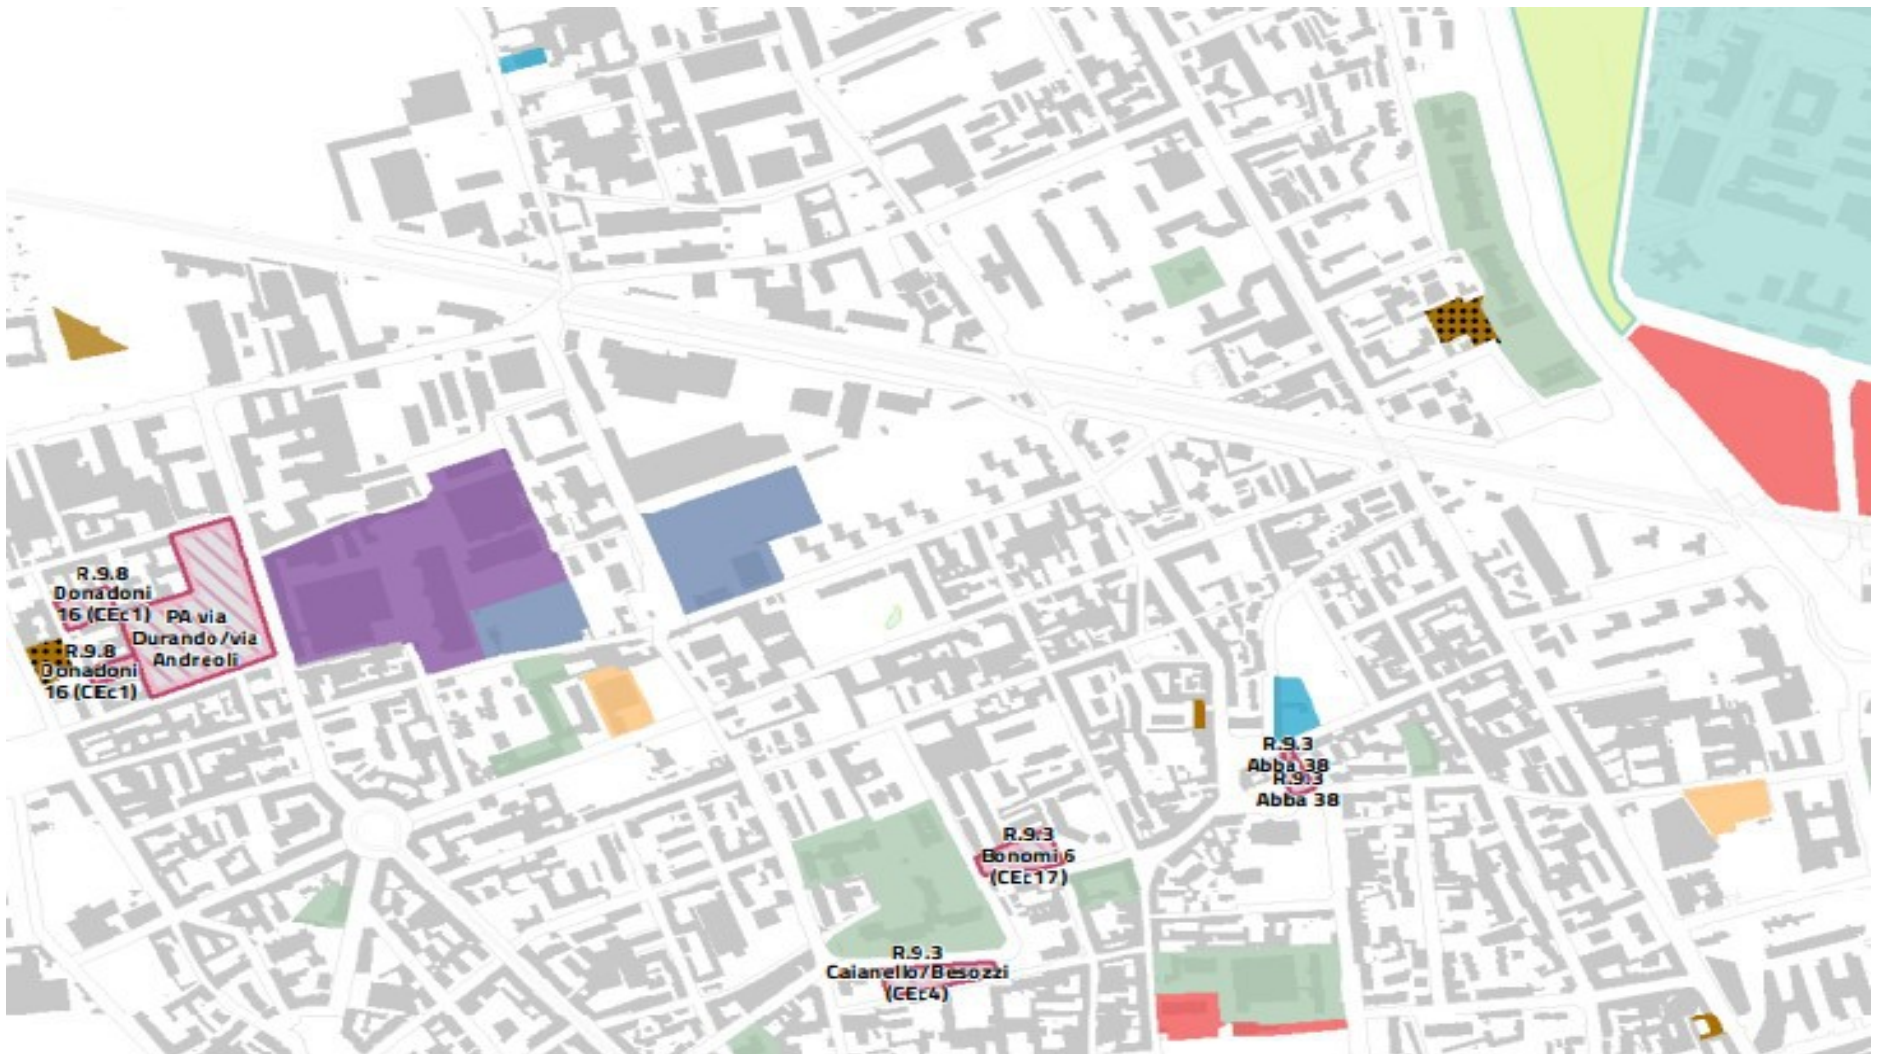 R.9.8
Donadoni
16 (CEc1)
PA via
Durando/via
Andreoli
R.9.8
Donadoni
16 (CEc1)
R.9.3
Abba 38
R.9.3
Abba 38
R.9.3
Bonomi 6
(CEc17)
R.9.3
Caianello/Besozzi
(CEc4)